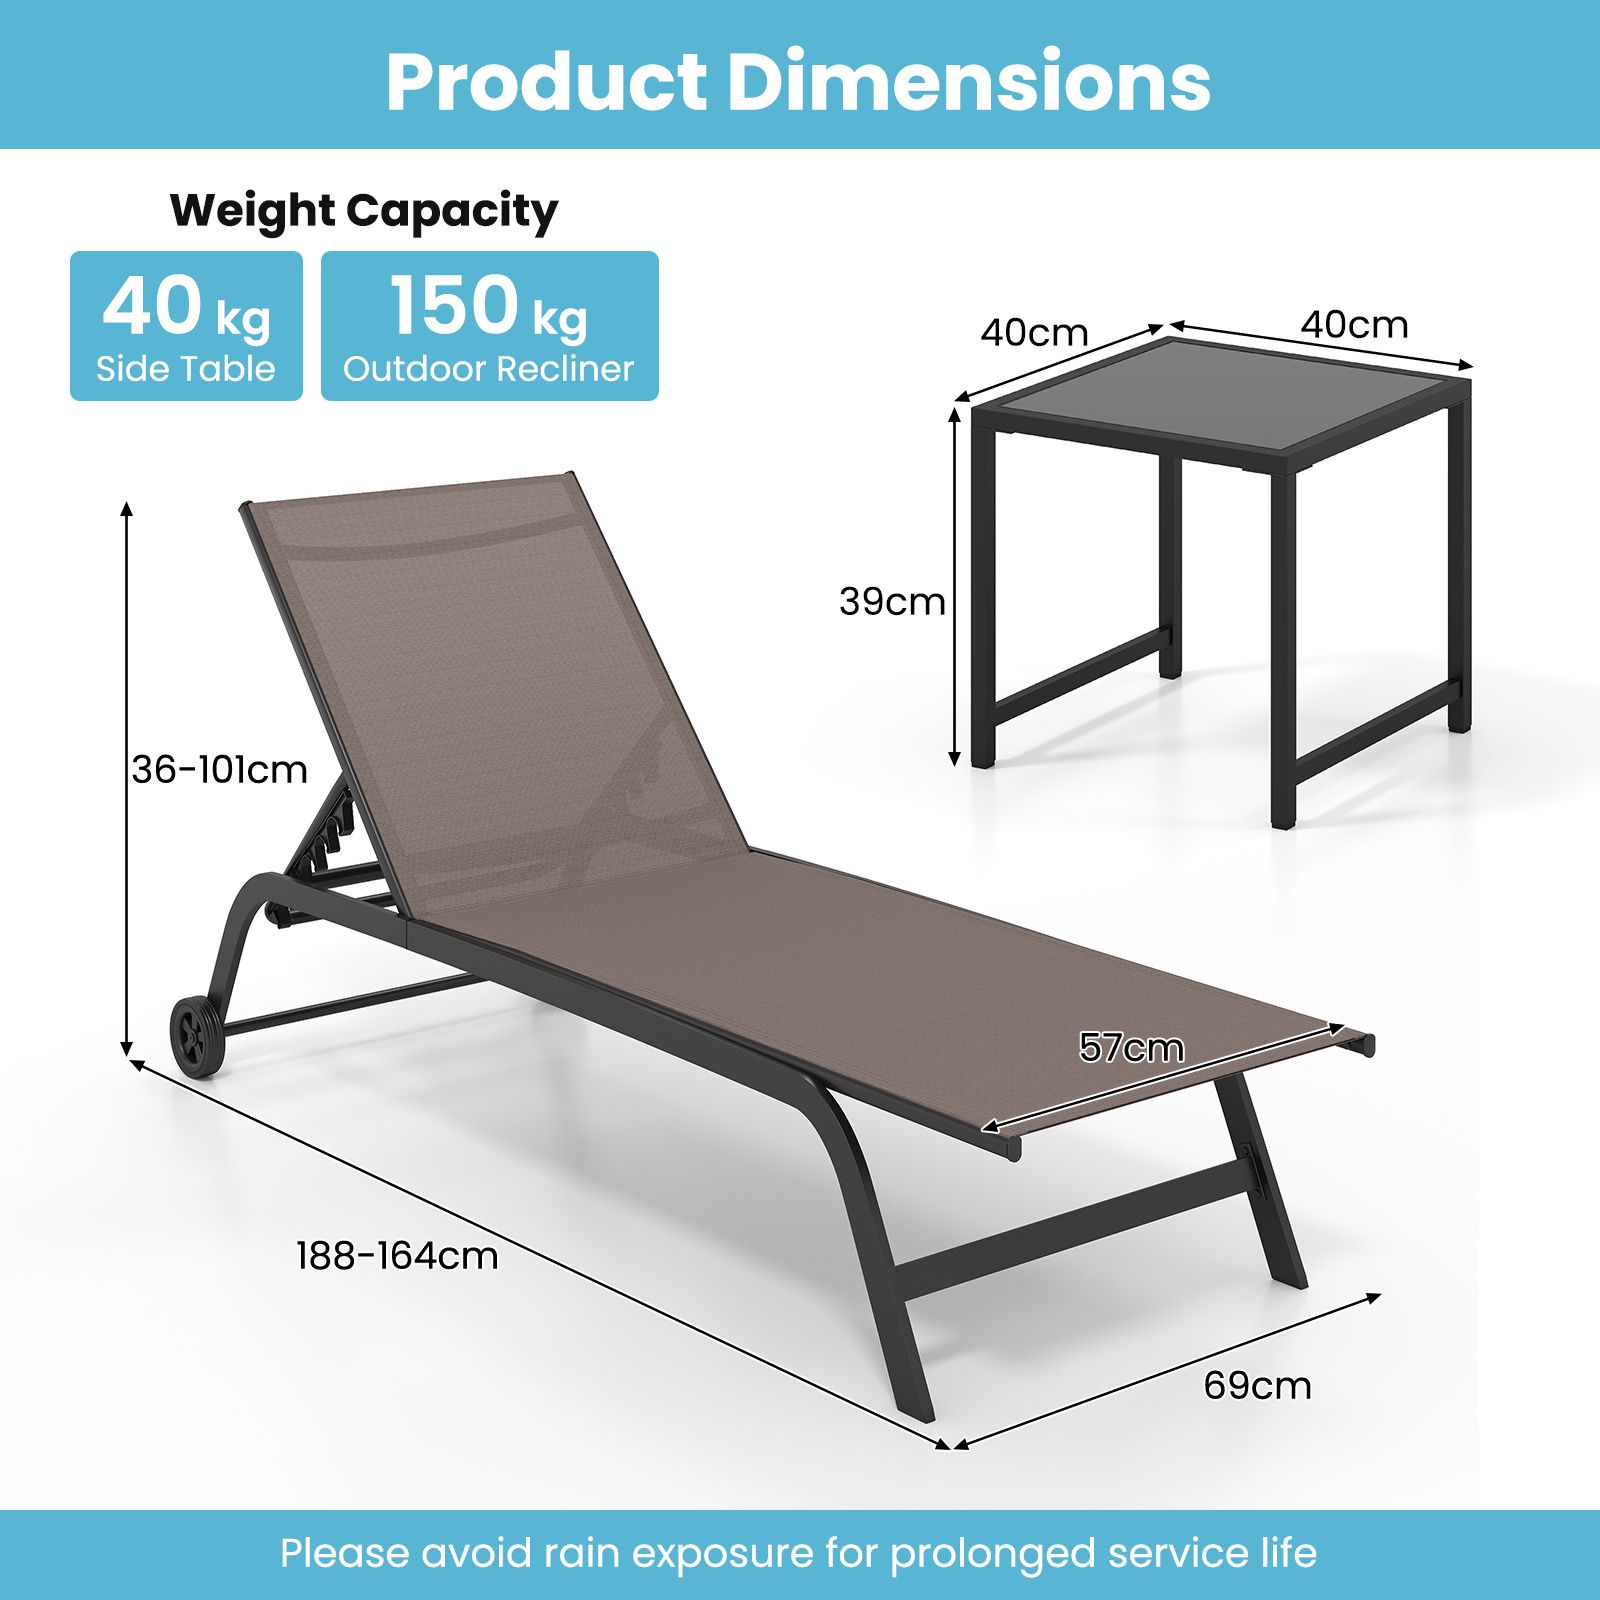 Product Dimensions
Weight Capacity
40 kg
Side Table
150 kg
Outdoor Recliner
40cm
40cm
39cm
36-101cm
57cm
188-164cm
69cm
Please avoid rain exposure for prolonged service life